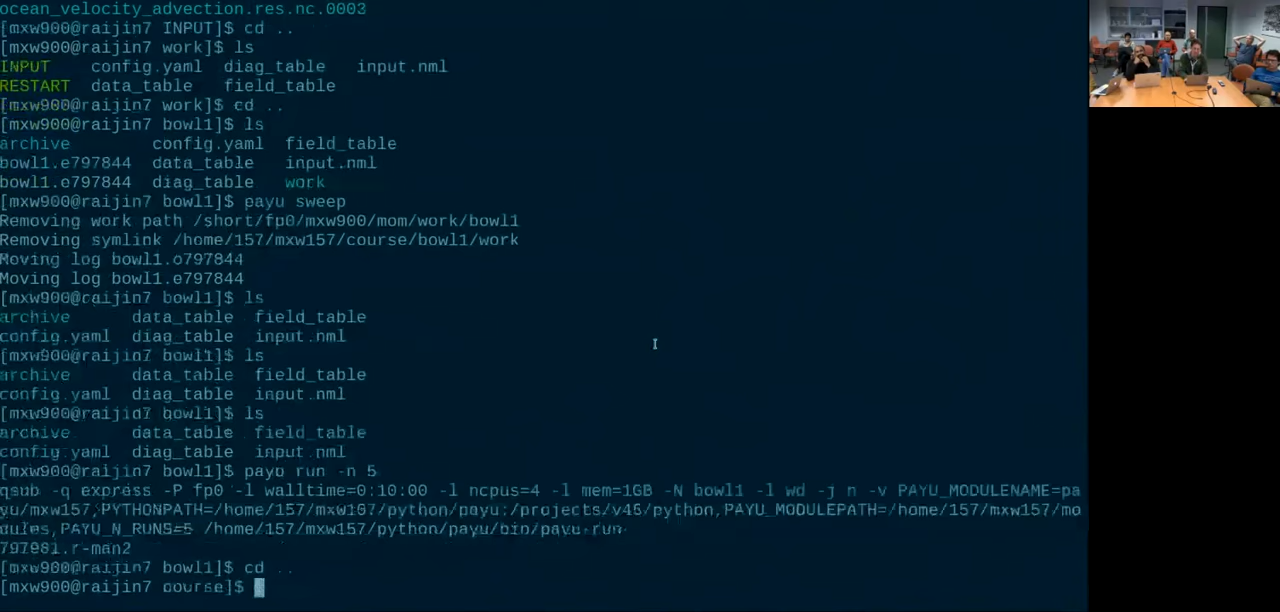 ocean_velocity_advection.res.nc.0003
[mxw900@raijin7 INPUT]$ cd ..
[mxw900@raijin7 work]$ ls
INPUT config.yaml diag_table input.nml
RESTART data_table field_table
[mxw900@raijin7 work]$ cd ..
[mxw900@raijin7 bowl1]$ ls
archive config.yaml field_table
bowl1.e797844 data_table input.nml
bowl1.o797844 diag_table work
[mxw900@raijin7 bowl1]$ payu sweep
Removing work path /short/fp0/mxw900/mom/work/bowl1
Removing symlink /home/157/mxw157/course/bowl1/work
Moving log bowl1.o797844
Moving log bowl1.e797844
[mxw900@raijin7 bowl1]$ ls
archive data_table field_table
config.yaml diag_table input.nml
[mxw900@raijin7 bowl1]$ ls
archive data_table field_table
config.yaml diag_table input.nml
[mxw900@raijin7 bowl1]$ ls
archive data_table field_table
config.yaml diag_table input.nml
[mxw900@raijin7 bowl1]$ payu run -n 5
qsub -q express -P fp0 -l walltime=0:10:00 -l ncpus=4 -l mem=1GB -N bowl1 -l wd -j n -v PAYU_MODULENAME=pa
yu/mxw157,PYTHONPATH=/home/157/mxw157/python/payu:/projects/v45/python,PAYU_MODULEPATH=/home/157/mxw157/mo
dules,PAYU_N_RUNS=5 /home/157/mxw157/python/payu/bin/payu-run
797981.r-man2
[mxw900@raijin7 bowl1]$ cd ..
[mxw900@raijin7 course]$